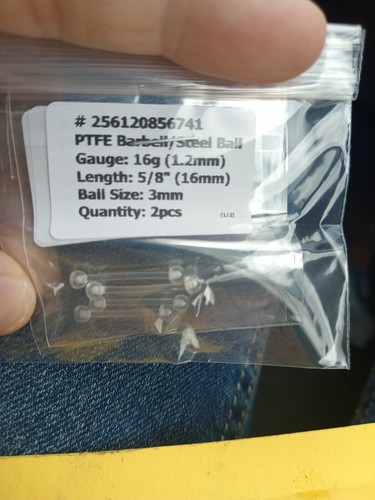 # 256120856741
PTFE Barbell/Steel Ball
Gauge: 16g (1.2mm)
Length: 5/8" (16mm)
Ball Size: 3mm
Quantity: 2pcs
(1/2)